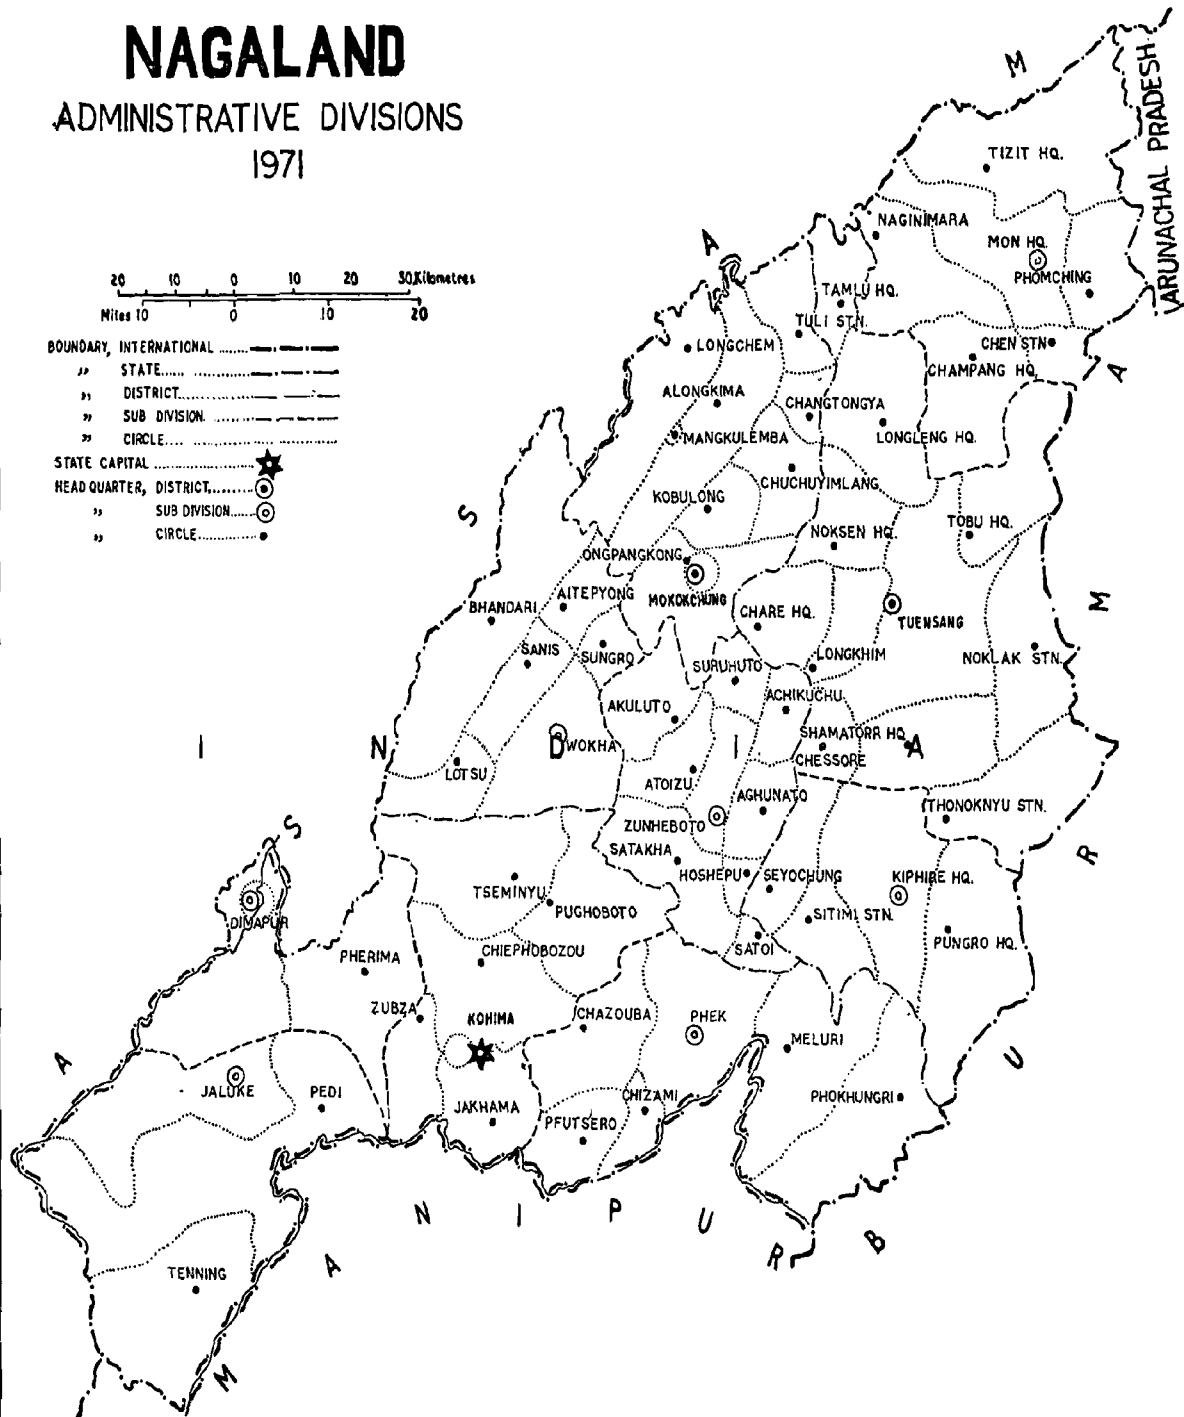 NAGALAND
ADMINISTRATIVE DIVISIONS
1971
20 10 0 10 20 30 Kilometres
Miles 10 0 10 20
BOUNDARY, INTERNATIONAL
,, STATE
,, DISTRICT
,, SUB DIVISION
,, CIRCLE
STATE CAPITAL
HEAD QUARTER, DISTRICT
,, SUB DIVISION
,, CIRCLE
ARUNACHAL PRADESH
A S S A M
I N D I A
M A N I P U R
B U R M A
TIZIT HQ.
NAGINIMARA
MON HQ.
PHOMCHING
TAMLU HQ.
TULI STN.
LONGCHEM
CHEN STN
CHAMPANG HQ.
ALONGKIMA
CHANGTONGYA
MANGKULEMBA
LONGLENG HQ.
CHUCHUYIMLANG
KOBULONG
NOKSEN HQ.
TOBU HQ.
ONGPANGKONG
AITEPYONG
MOKOKCHUNG
BHANDARI
CHARE HQ.
TUENSANG
SANIS
SUNGRO
SURUHUTO
LONGKHIM
NOKLAK STN.
AKULUTO
ACHIKUCHU
SHAMATORR HQ
WOKHA
CHESSORE
LOTSU
ATOIZU
AGHUNATO
THONOKNYU STN.
ZUNHEBOTO
SATAKHA
HOSHEPU
SEYOCHUNG
KIPHIRE HQ.
TSEMINYU
PUGHOBOTO
SITIMI STN.
DIMAPUR
PHERIMA
CHIEPHOBOZOU
SATOI
PUNGRO HQ.
ZUBZA
KOHIMA
CHAZOUBA
PHEK
MELURI
JALUKE
PEDI
JAKHAMA
PFUTSERO
CHIZAMI
PHOKHUNGRI
TENNING